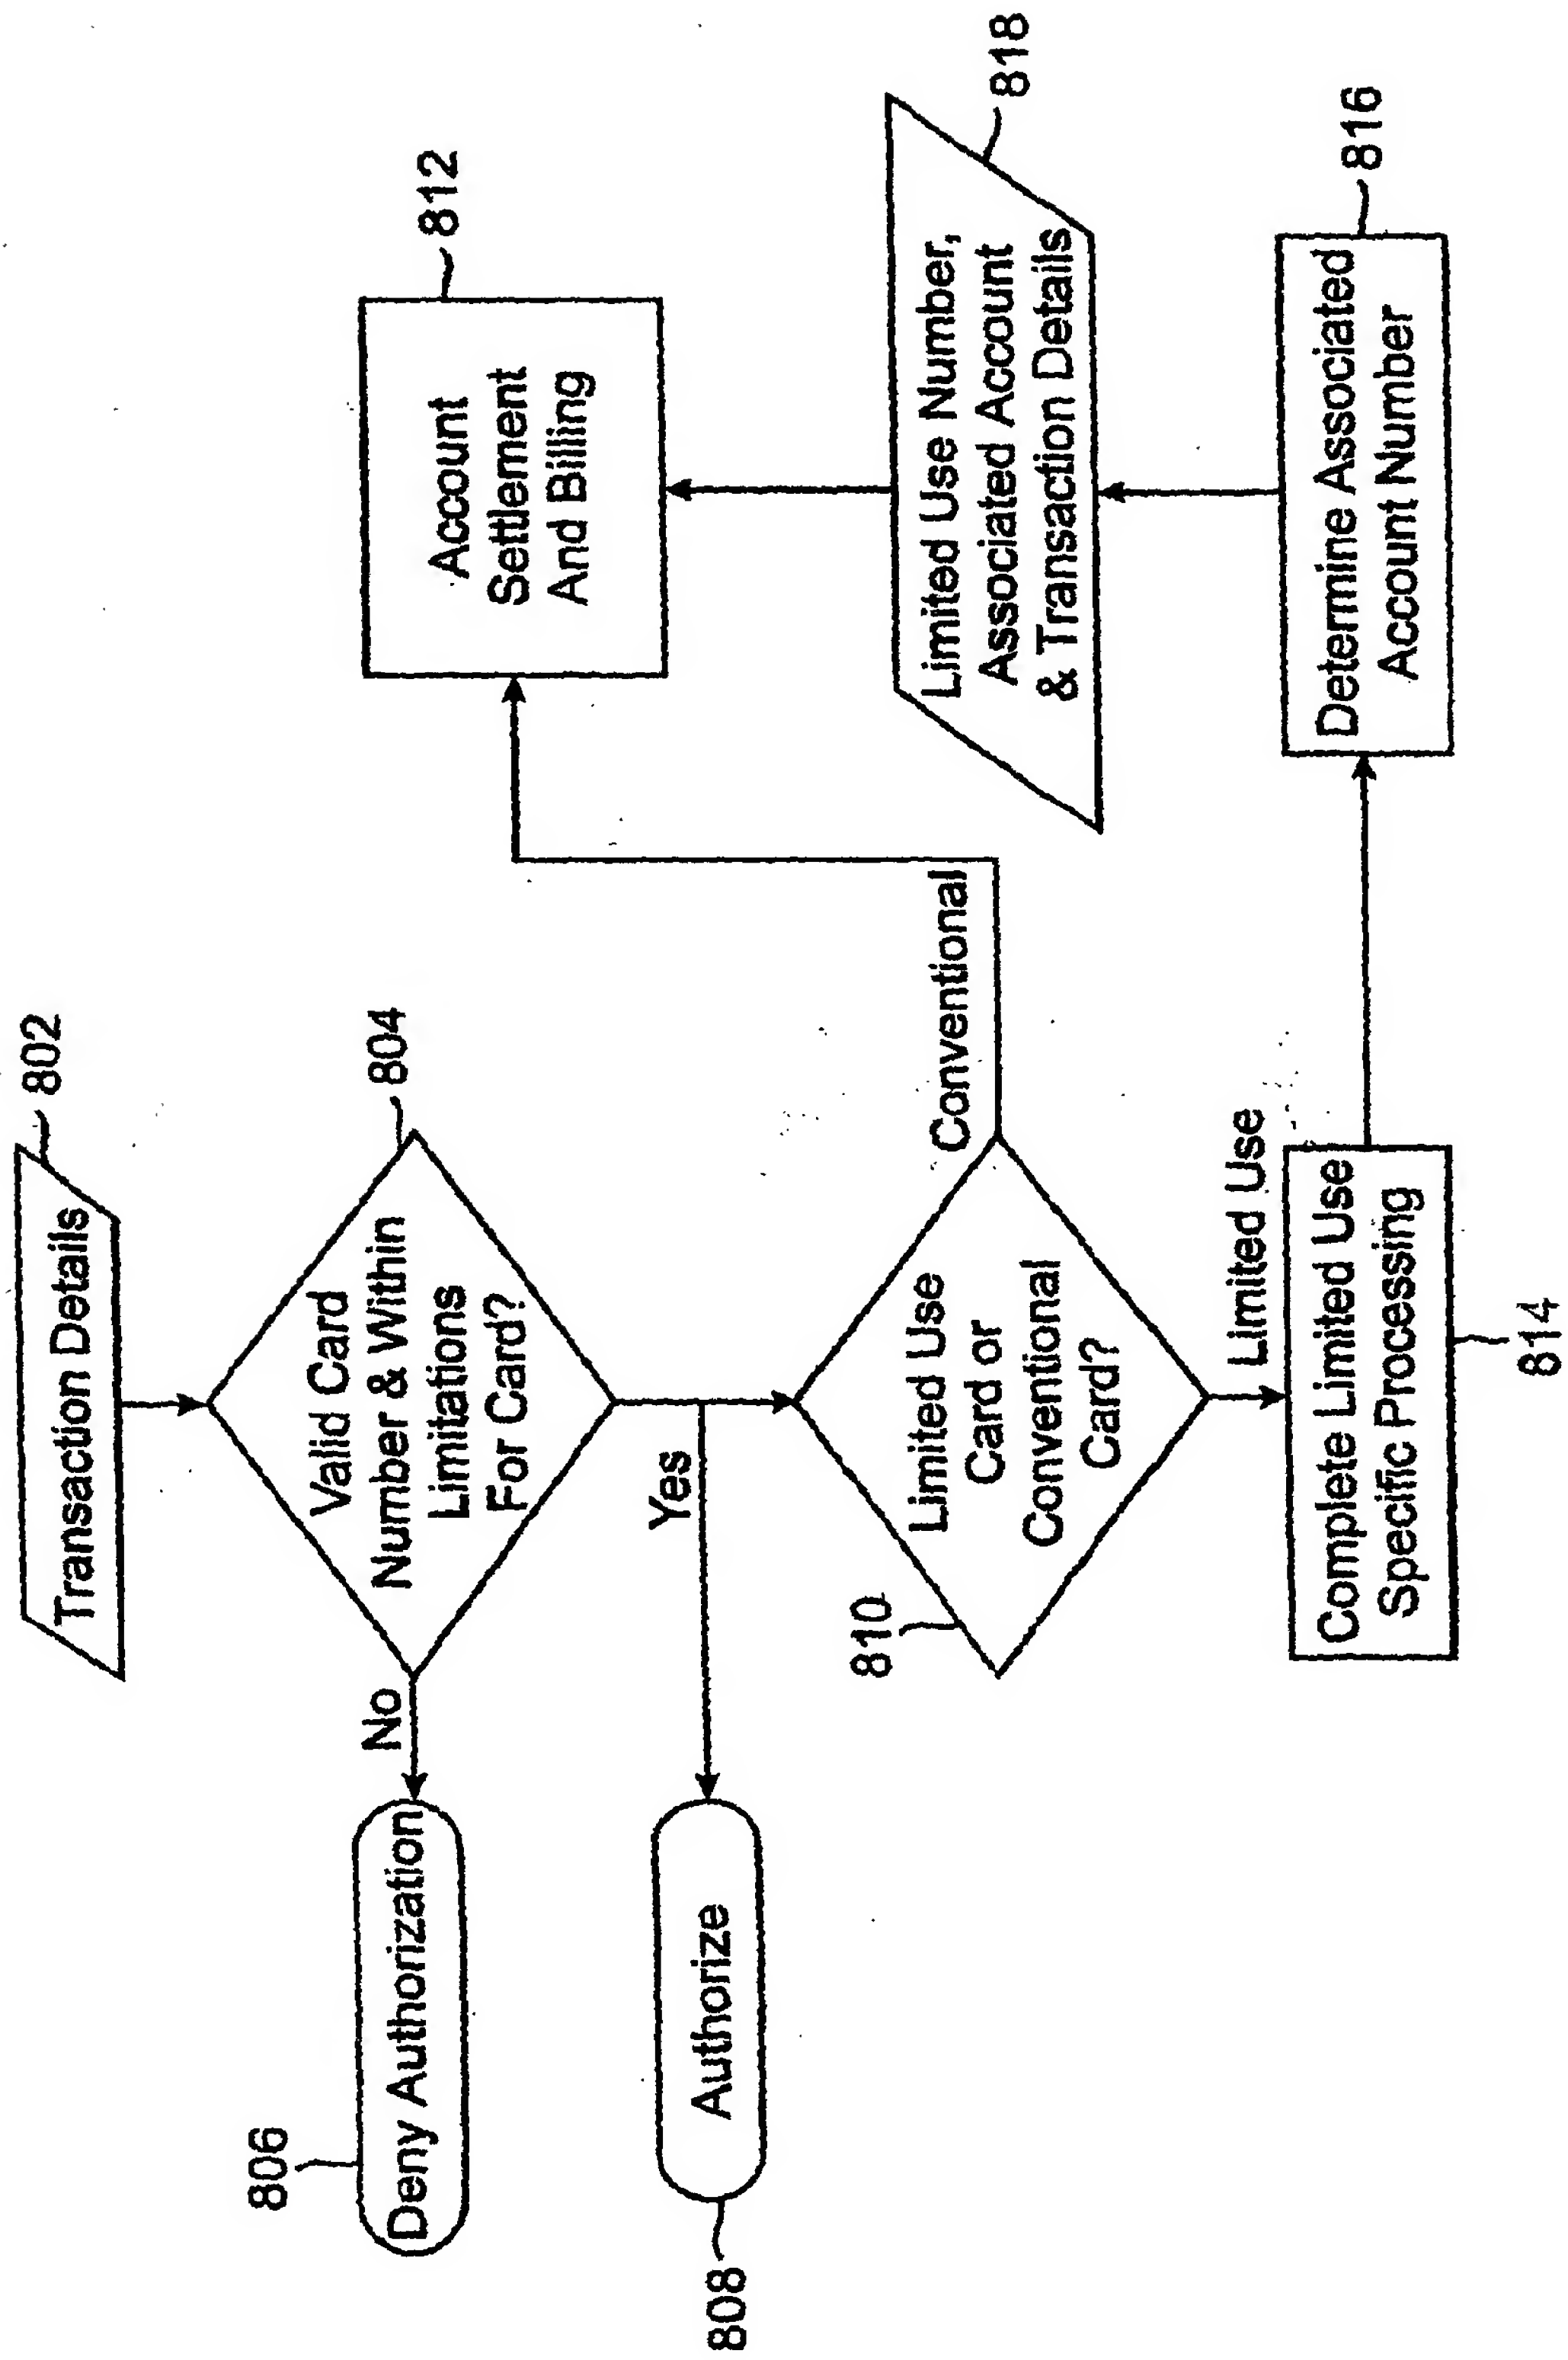 802
Transaction Details
804
Valid Card
Number & Within
Limitations
For Card?
No
806
Deny Authorization
Yes
808
Authorize
810
Limited Use
Card or
Conventional
Card?
Conventional
812
Account
Settlement
And Billing
Limited Use
814
Complete Limited Use
Specific Processing
816
Determine Associated
Account Number
818
Limited Use Number,
Associated Account
& Transaction Details